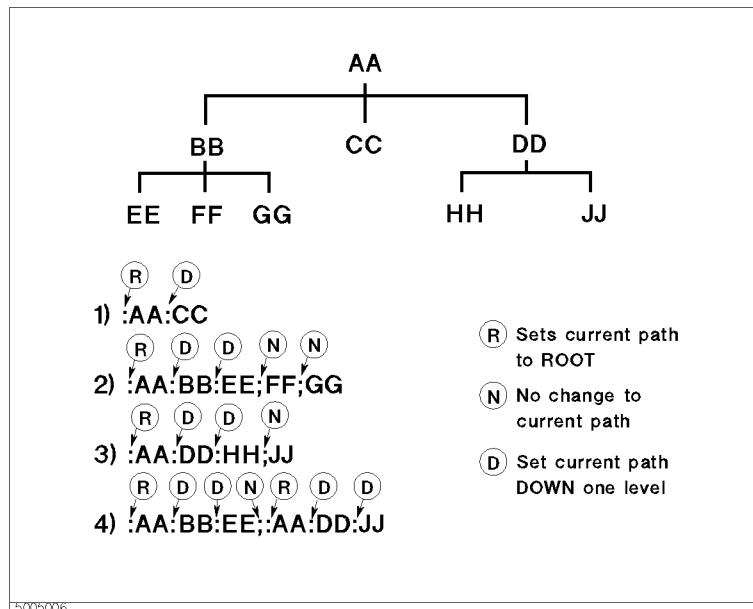 AA
BB CC DD
EE FF GG HH JJ
R D
1) :AA:CC
R D D N N
2) :AA:BB:EE;FF;GG
R D D N
3) :AA:DD:HH;JJ
R D D N R D D
4) :AA:BB:EE;:AA:DD:JJ
R Sets current path
to ROOT
N No change to
current path
D Set current path
DOWN one level
5005006